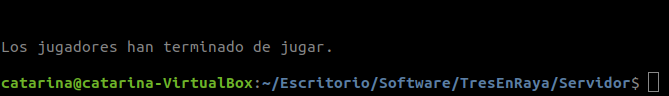 Los jugadores han terminado de jugar.
catarina@catarina-VirtualBox:~/Escritorio/Software/TresEnRaya/Servidor$